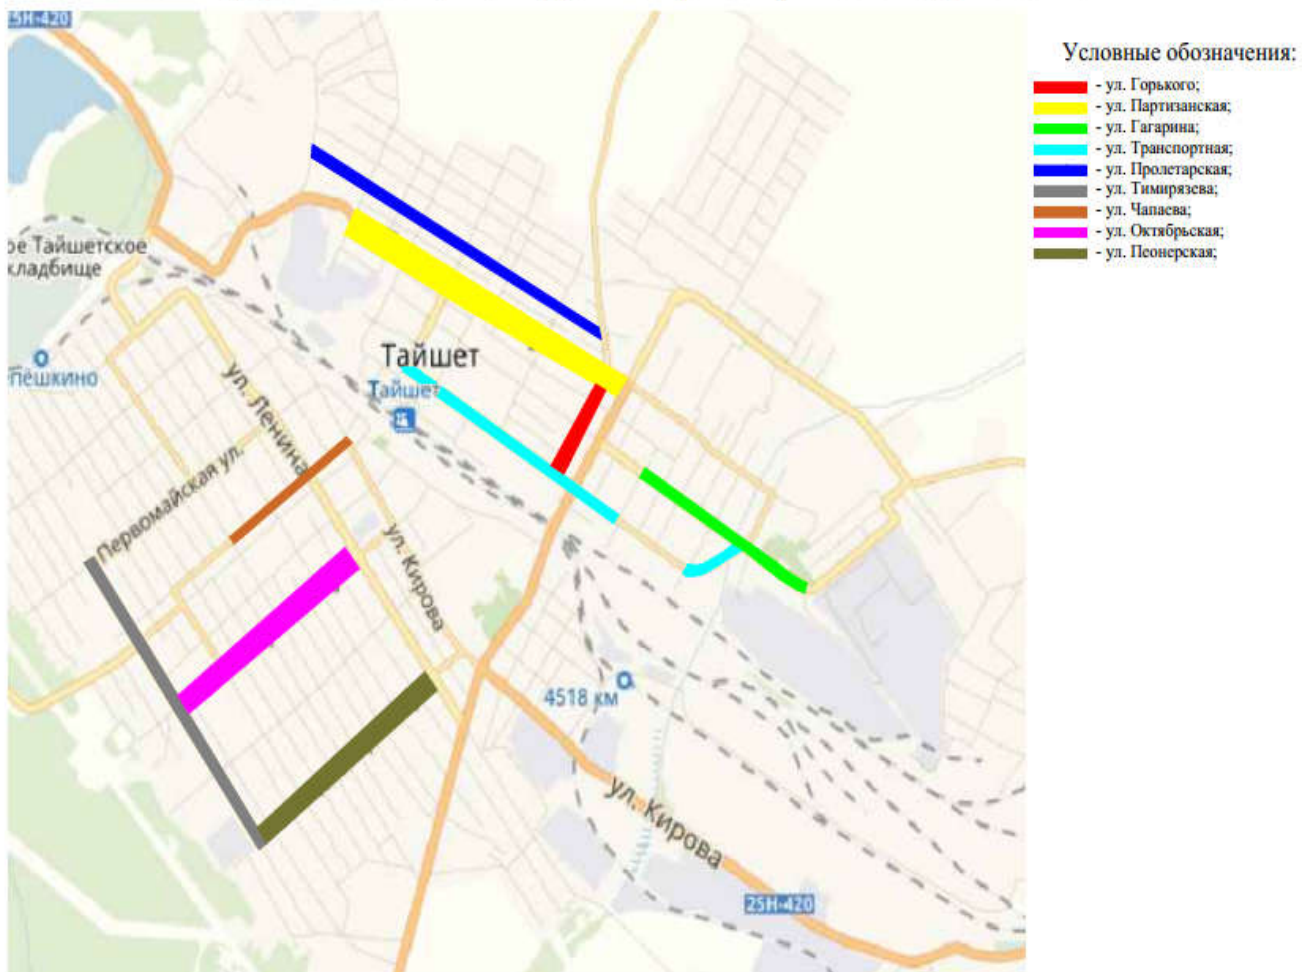 25Н-420
Условные обозначения:
- ул. Горького;
- ул. Партизанская;
- ул. Гагарина;
- ул. Транспортная;
- ул. Пролетарская;
- ул. Тимирязева;
- ул. Чапаева;
- ул. Октябрьская;
- ул. Пеонерская;
ое Тайшетское
кладбище
пёшкино
Тайшет
Тайшет
ул. Ленина
Первомайская ул.
ул. Кирова
4518 км
ул. Кирова
25Н-420